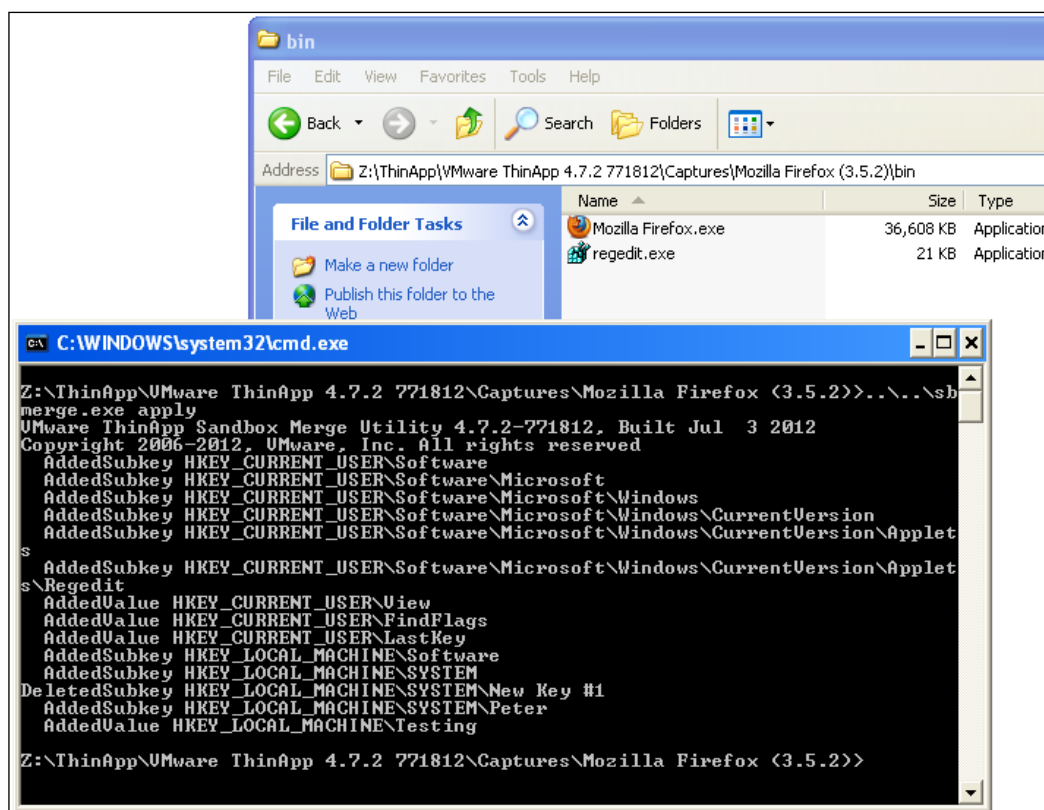 bin
File Edit View Favorites Tools Help
Back Search Folders
Address Z:\ThinApp\VMware ThinApp 4.7.2 771812\Captures\Mozilla Firefox (3.5.2)\bin
Name Size Type
File and Folder Tasks
Mozilla Firefox.exe 36,608 KB Application
regedit.exe 21 KB Application
Make a new folder
Publish this folder to the
Web
C:\WINDOWS\system32\cmd.exe
Z:\ThinApp\VMware ThinApp 4.7.2 771812\Captures\Mozilla Firefox (3.5.2)>..\..\sb
merge.exe apply
VMware ThinApp Sandbox Merge Utility 4.7.2-771812, Built Jul 3 2012
Copyright 2006-2012, VMware, Inc. All rights reserved
AddedSubkey HKEY_CURRENT_USER\Software
AddedSubkey HKEY_CURRENT_USER\Software\Microsoft
AddedSubkey HKEY_CURRENT_USER\Software\Microsoft\Windows
AddedSubkey HKEY_CURRENT_USER\Software\Microsoft\Windows\CurrentVersion
AddedSubkey HKEY_CURRENT_USER\Software\Microsoft\Windows\CurrentVersion\Applet
s
AddedSubkey HKEY_CURRENT_USER\Software\Microsoft\Windows\CurrentVersion\Applet
s\Regedit
AddedValue HKEY_CURRENT_USER\View
AddedValue HKEY_CURRENT_USER\FindFlags
AddedValue HKEY_CURRENT_USER\LastKey
AddedSubkey HKEY_LOCAL_MACHINE\Software
AddedSubkey HKEY_LOCAL_MACHINE\SYSTEM
DeletedSubkey HKEY_LOCAL_MACHINE\SYSTEM\New Key #1
AddedSubkey HKEY_LOCAL_MACHINE\SYSTEM\Peter
AddedValue HKEY_LOCAL_MACHINE\Testing
Z:\ThinApp\VMware ThinApp 4.7.2 771812\Captures\Mozilla Firefox (3.5.2)>